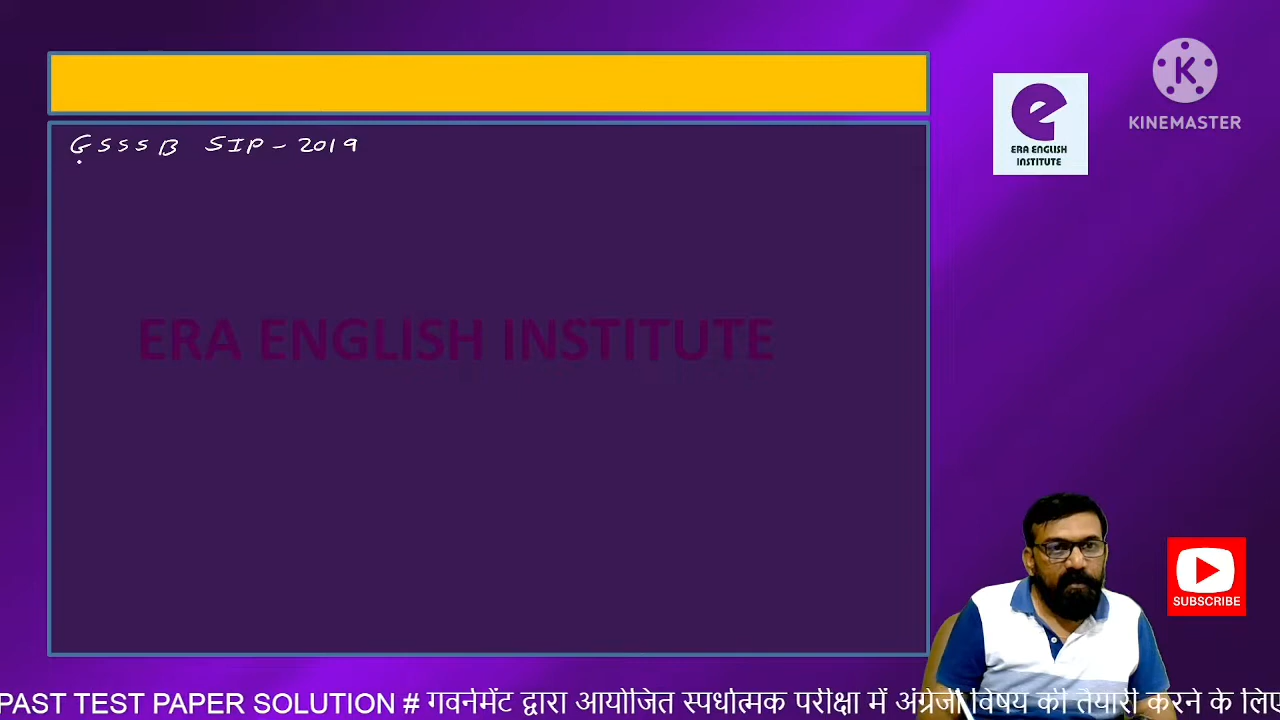 GSSSB SIP - 2019
ERA ENGLISH
INSTITUTE
KINEMASTER
ERA ENGLISH INSTITUTE
SUBSCRIBE
PAST TEST PAPER SOLUTION # गवर्नमेंट द्वारा आयोजित स्पर्धात्मक परीक्षा में अंग्रेजी विषय की तैयारी करने के लिए